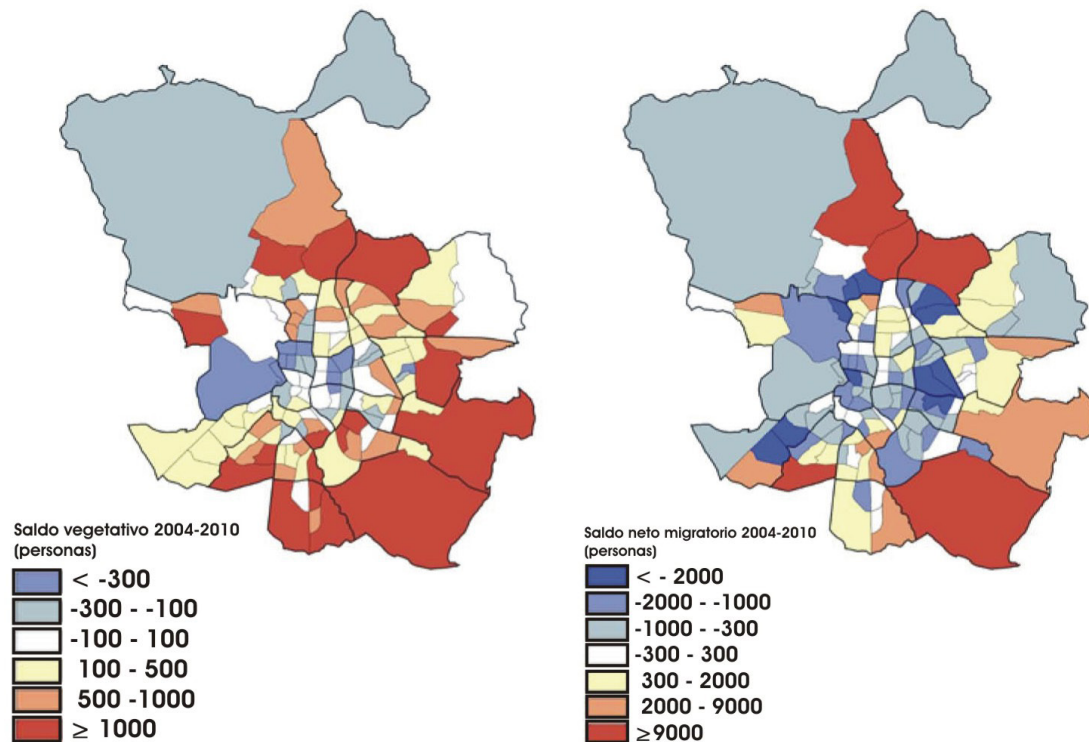 Saldo vegetativo 2004-2010
(personas)
< -300
-300 - -100
-100 - 100
100 - 500
500 -1000
≥ 1000
Saldo neto migratorio 2004-2010
(personas)
< - 2000
-2000 - -1000
-1000 - -300
-300 - 300
300 - 2000
2000 - 9000
≥9000